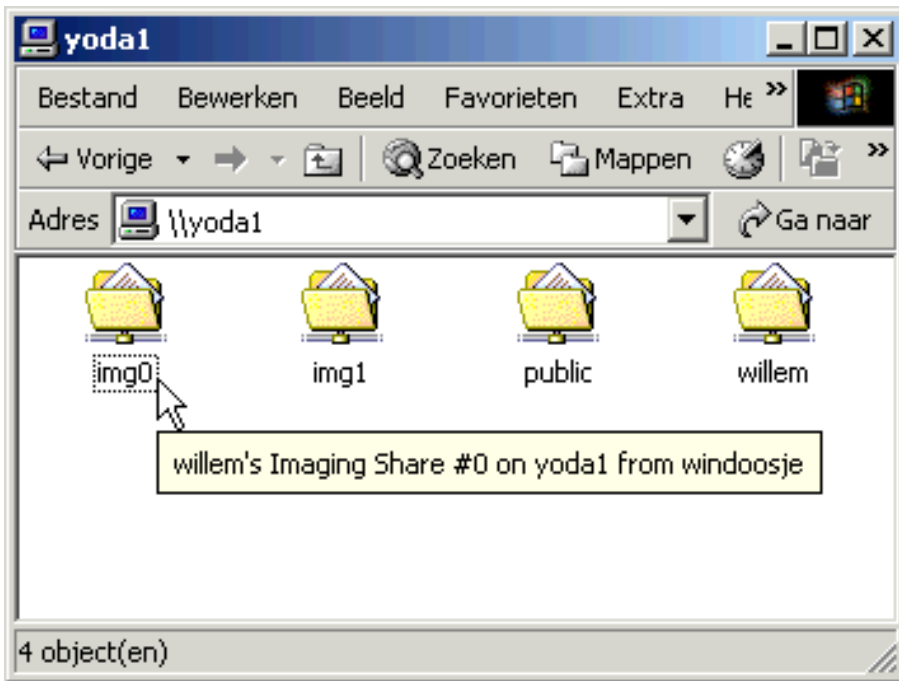 yoda1
Bestand Bewerken Beeld Favorieten Extra He »
Vorige Zoeken Mappen »
Adres \\yoda1 Ga naar
img0 img1 public willem
willem's Imaging Share #0 on yoda1 from windoosje
4 object(en)